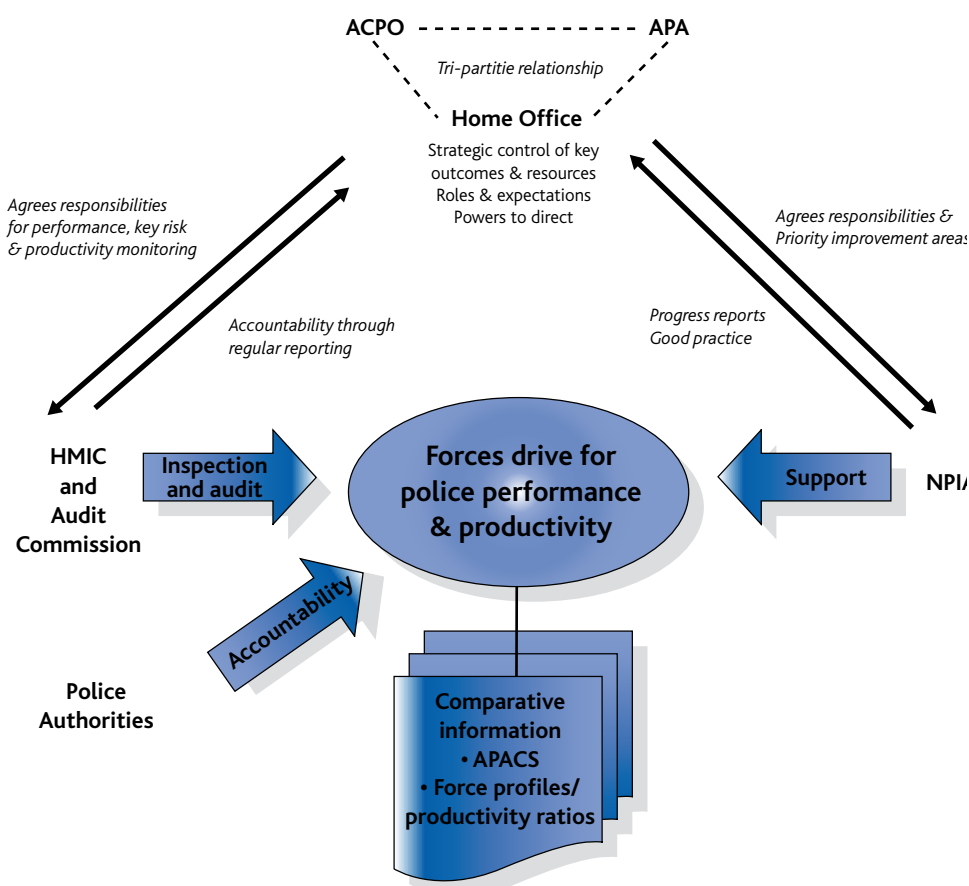 ACPO
APA
Tri-partitie relationship
Home Office
Strategic control of key
outcomes & resources
Roles & expectations
Powers to direct
Agrees responsibilities
for performance, key risk
& productivity monitoring
Agrees responsibilities &
Priority improvement areas
Accountability through
regular reporting
Progress reports
Good practice
HMIC
and
Audit
Commission
Inspection
and audit
Forces drive for
police performance
& productivity
Support
NPIA
Accountability
Police
Authorities
Comparative
information
• APACS
• Force profiles/
productivity ratios